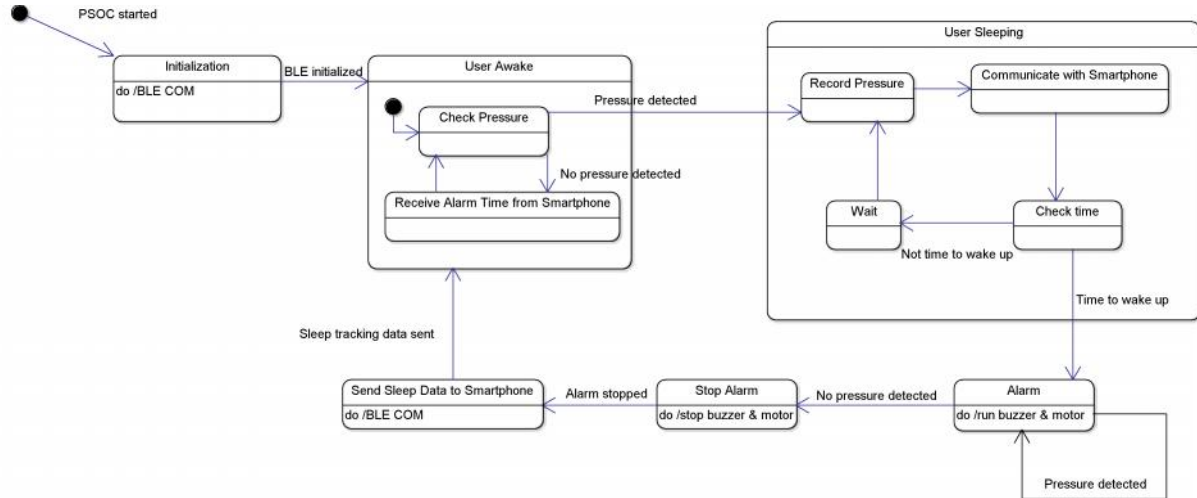 PSOC started
User Sleeping
Initialization
do /BLE COM
BLE initialized
User Awake
Record Pressure
Communicate with Smartphone
Pressure detected
Check Pressure
No pressure detected
Receive Alarm Time from Smartphone
Wait
Check time
Not time to wake up
Time to wake up
Sleep tracking data sent
Send Sleep Data to Smartphone
do /BLE COM
Alarm stopped
Stop Alarm
do /stop buzzer & motor
No pressure detected
Alarm
do /run buzzer & motor
Pressure detected